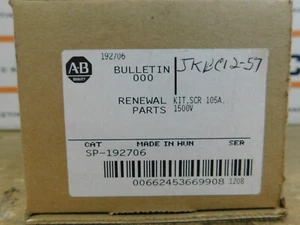 192706
A-B
QUALITY
BULLETIN
000
JKBC12-57
RENEWAL KIT, SCR 105A,
PARTS 1500V
CAT MADE IN HUN SER
SP-192706
00662453669908 1208